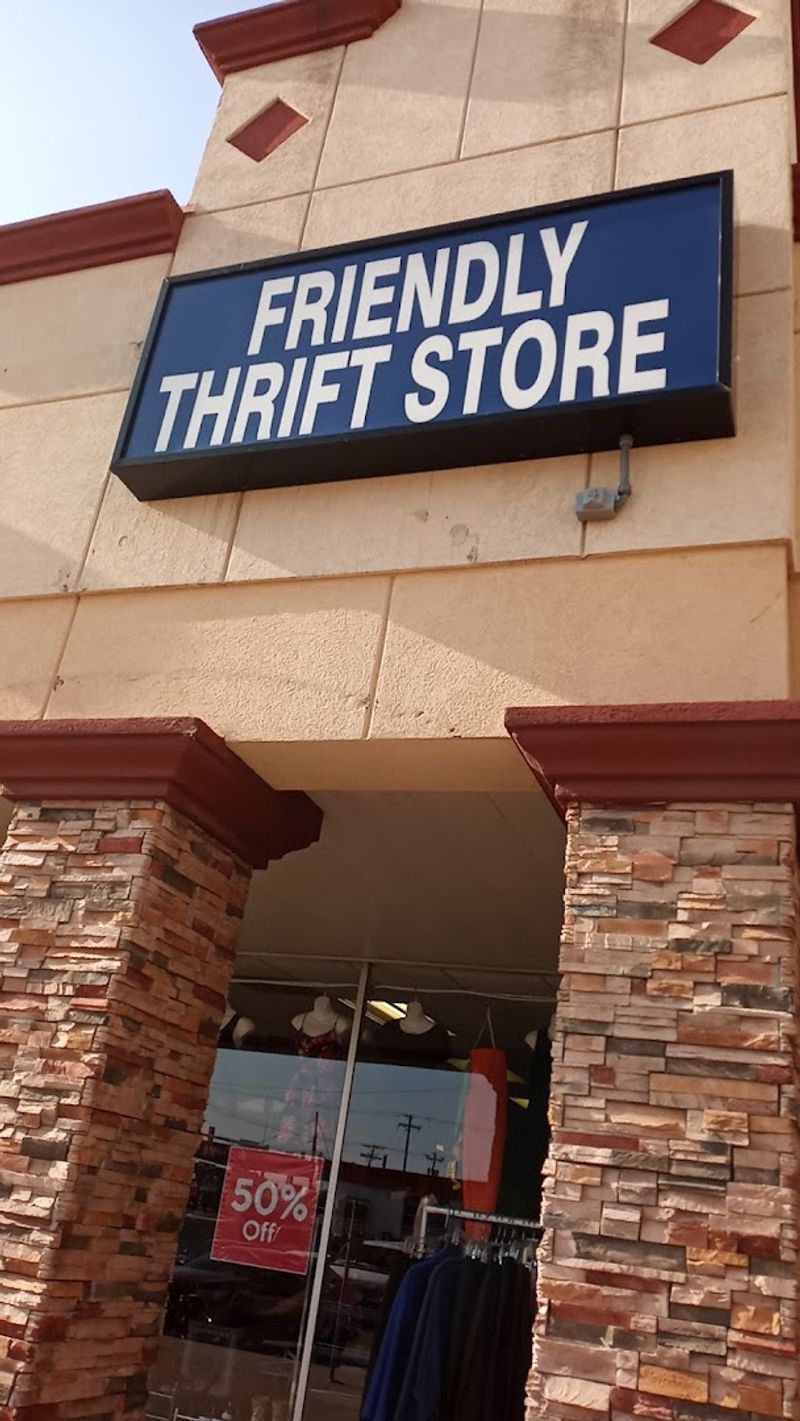 FRIENDLY
THRIFT STORE
50%
Off